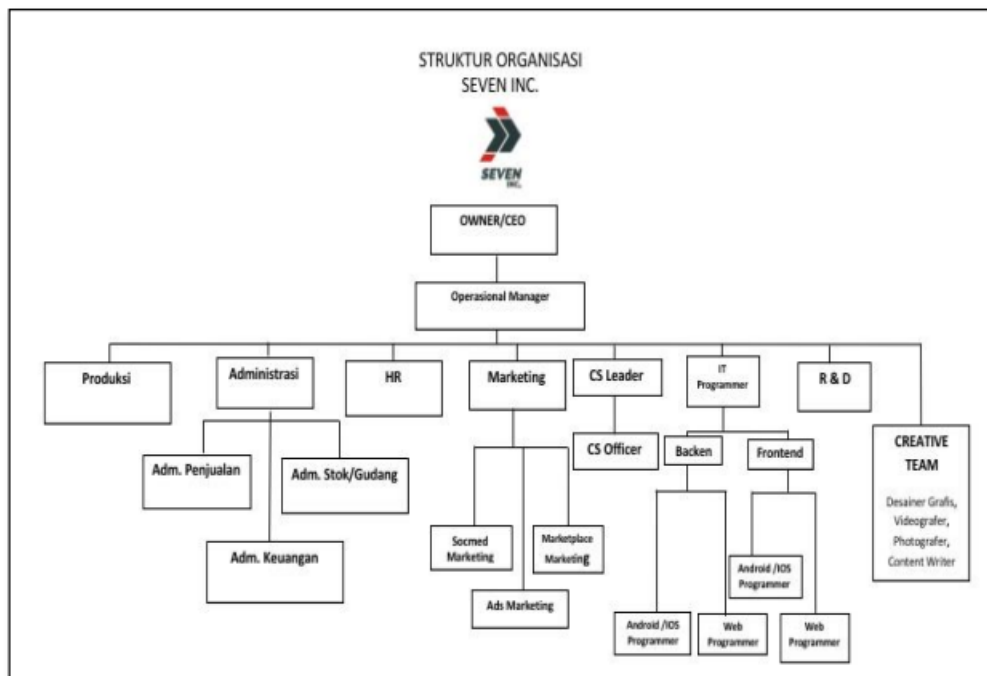 STRUKTUR ORGANISASI
SEVEN INC.
SEVEN
INC.
OWNER/CEO
Operasional Manager
Produksi
Administrasi
HR
Marketing
CS Leader
IT
Programmer
R & D
CREATIVE
TEAM
Desainer Grafis,
Videografer,
Photografer,
Content Writer
Adm. Penjualan
Adm. Stok/Gudang
Adm. Keuangan
Socmed
Marketing
Marketplace
Marketing
Ads Marketing
CS Officer
Backen
Frontend
Android /IOS
Programmer
Web
Programmer
Android /IOS
Programmer
Web
Programmer